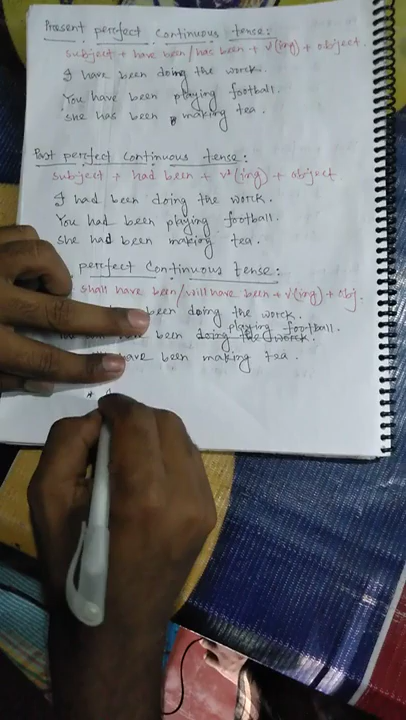 Present perfect continuous tense:
subject + have been/has been + v(ing) + object.
I have been doing the work.
You have been playing football.
she has been making tea.
Past perfect continuous tense:
subject + had been + v(ing) + object
I had been doing the work.
You had been playing football.
she had been making tea.
perfect continuous tense:
shall have been/will have been + v(ing) + obj.
been doing the work.
playing football.
been doing the work.
have been making tea.